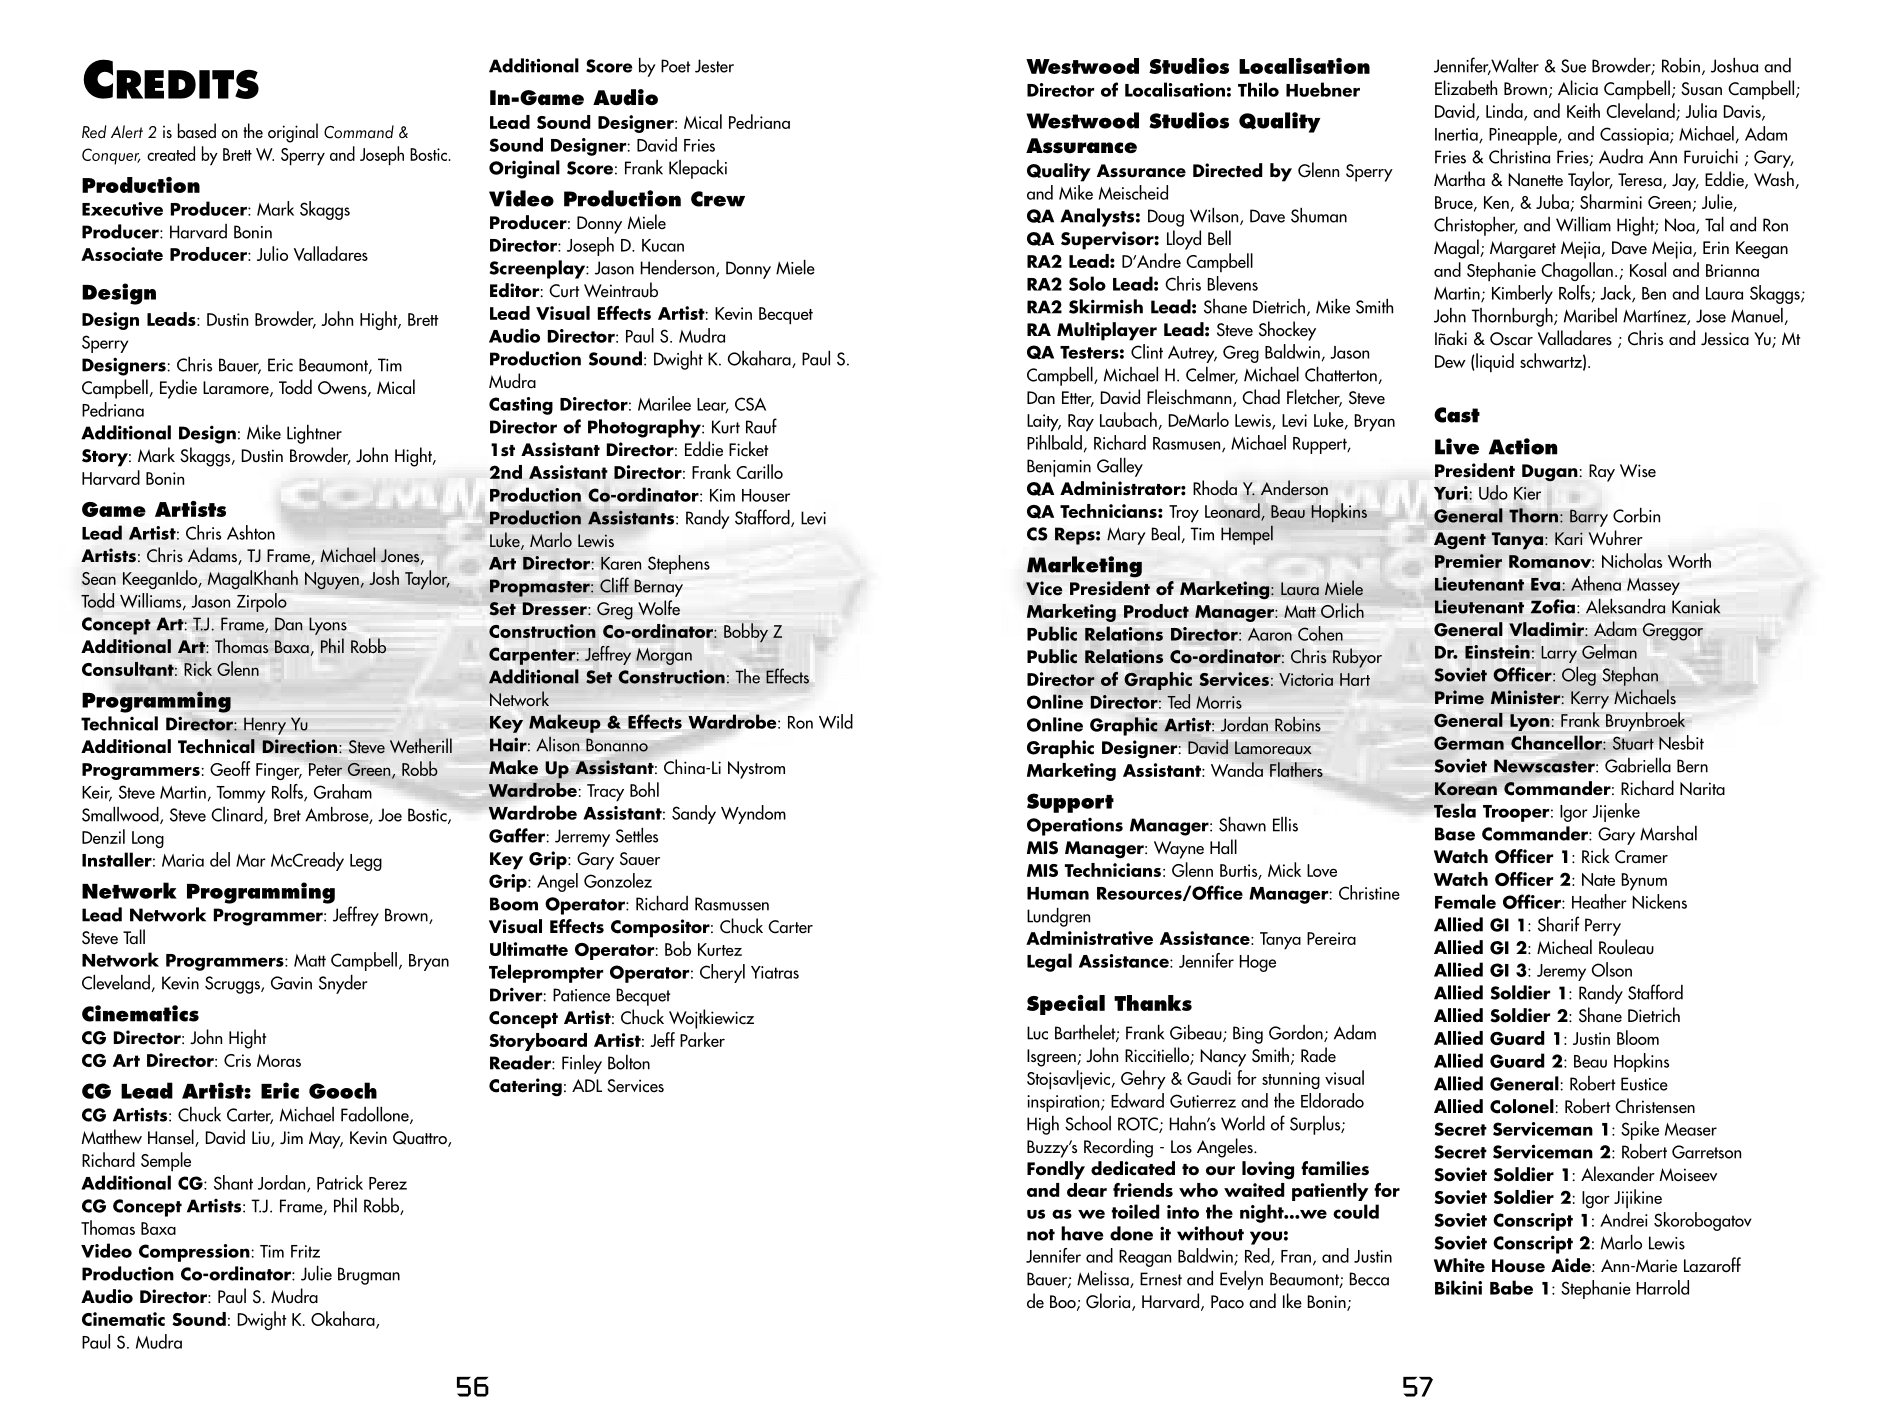 CREDITS
Red Alert 2 is based on the original Command &
Conquer, created by Brett W. Sperry and Joseph Bostic.
Production
Executive Producer: Mark Skaggs
Producer: Harvard Bonin
Associate Producer: Julio Valladares
Design
Design Leads: Dustin Browder, John Hight, Brett
Sperry
Designers: Chris Bauer, Eric Beaumont, Tim
Campbell, Eydie Laramore, Todd Owens, Mical
Pedriana
Additional Design: Mike Lightner
Story: Mark Skaggs, Dustin Browder, John Hight,
Harvard Bonin
Game Artists
Lead Artist: Chris Ashton
Artists: Chris Adams, TJ Frame, Michael Jones,
Sean KeeganIdo, MagalKhanh Nguyen, Josh Taylor,
Todd Williams, Jason Zirpolo
Concept Art: T.J. Frame, Dan Lyons
Additional Art: Thomas Baxa, Phil Robb
Consultant: Rick Glenn
Programming
Technical Director: Henry Yu
Additional Technical Direction: Steve Wetherill
Programmers: Geoff Finger, Peter Green, Robb
Keir, Steve Martin, Tommy Rolfs, Graham
Smallwood, Steve Clinard, Bret Ambrose, Joe Bostic,
Denzil Long
Installer: Maria del Mar McCready Legg
Network Programming
Lead Network Programmer: Jeffrey Brown,
Steve Tall
Network Programmers: Matt Campbell, Bryan
Cleveland, Kevin Scruggs, Gavin Snyder
Cinematics
CG Director: John Hight
CG Art Director: Cris Moras
CG Lead Artist: Eric Gooch
CG Artists: Chuck Carter, Michael Fadollone,
Matthew Hansel, David Liu, Jim May, Kevin Quattro,
Richard Semple
Additional CG: Shant Jordan, Patrick Perez
CG Concept Artists: T.J. Frame, Phil Robb,
Thomas Baxa
Video Compression: Tim Fritz
Production Co-ordinator: Julie Brugman
Audio Director: Paul S. Mudra
Cinematic Sound: Dwight K. Okahara,
Paul S. Mudra
Additional Score by Poet Jester
In-Game Audio
Lead Sound Designer: Mical Pedriana
Sound Designer: David Fries
Original Score: Frank Klepacki
Video Production Crew
Producer: Donny Miele
Director: Joseph D. Kucan
Screenplay: Jason Henderson, Donny Miele
Editor: Curt Weintraub
Lead Visual Effects Artist: Kevin Becquet
Audio Director: Paul S. Mudra
Production Sound: Dwight K. Okahara, Paul S.
Mudra
Casting Director: Marilee Lear, CSA
Director of Photography: Kurt Rauf
1st Assistant Director: Eddie Ficket
2nd Assistant Director: Frank Carillo
Production Co-ordinator: Kim Houser
Production Assistants: Randy Stafford, Levi
Luke, Marlo Lewis
Art Director: Karen Stephens
Propmaster: Cliff Bernay
Set Dresser: Greg Wolfe
Construction Co-ordinator: Bobby Z
Carpenter: Jeffrey Morgan
Additional Set Construction: The Effects
Network
Key Makeup & Effects Wardrobe: Ron Wild
Hair: Alison Bonanno
Make Up Assistant: China-Li Nystrom
Wardrobe: Tracy Bohl
Wardrobe Assistant: Sandy Wyndom
Gaffer: Jerremy Settles
Key Grip: Gary Sauer
Grip: Angel Gonzolez
Boom Operator: Richard Rasmussen
Visual Effects Compositor: Chuck Carter
Ultimatte Operator: Bob Kurtez
Teleprompter Operator: Cheryl Yiatras
Driver: Patience Becquet
Concept Artist: Chuck Wojtkiewicz
Storyboard Artist: Jeff Parker
Reader: Finley Bolton
Catering: ADL Services
56
Westwood Studios Localisation
Director of Localisation: Thilo Huebner
Westwood Studios Quality
Assurance
Quality Assurance Directed by Glenn Sperry
and Mike Meischeid
QA Analysts: Doug Wilson, Dave Shuman
QA Supervisor: Lloyd Bell
RA2 Lead: D'Andre Campbell
RA2 Solo Lead: Chris Blevens
RA2 Skirmish Lead: Shane Dietrich, Mike Smith
RA Multiplayer Lead: Steve Shockey
QA Testers: Clint Autrey, Greg Baldwin, Jason
Campbell, Michael H. Celmer, Michael Chatterton,
Dan Etter, David Fleischmann, Chad Fletcher, Steve
Laity, Ray Laubach, DeMarlo Lewis, Levi Luke, Bryan
Pihlbald, Richard Rasmusen, Michael Ruppert,
Benjamin Galley
QA Administrator: Rhoda Y. Anderson
QA Technicians: Troy Leonard, Beau Hopkins
CS Reps: Mary Beal, Tim Hempel
Marketing
Vice President of Marketing: Laura Miele
Marketing Product Manager: Matt Orlich
Public Relations Director: Aaron Cohen
Public Relations Co-ordinator: Chris Rubyor
Director of Graphic Services: Victoria Hart
Online Director: Ted Morris
Online Graphic Artist: Jordan Robins
Graphic Designer: David Lamoreaux
Marketing Assistant: Wanda Flathers
Support
Operations Manager: Shawn Ellis
MIS Manager: Wayne Hall
MIS Technicians: Glenn Burtis, Mick Love
Human Resources/Office Manager: Christine
Lundgren
Administrative Assistance: Tanya Pereira
Legal Assistance: Jennifer Hoge
Special Thanks
Luc Barthelet; Frank Gibeau; Bing Gordon; Adam
Isgreen; John Riccitiello; Nancy Smith; Rade
Stojsavljevic, Gehry & Gaudi for stunning visual
inspiration; Edward Gutierrez and the Eldorado
High School ROTC; Hahn's World of Surplus;
Buzzy's Recording - Los Angeles.
Fondly dedicated to our loving families
and dear friends who waited patiently for
us as we toiled into the night...we could
not have done it without you:
Jennifer and Reagan Baldwin; Red, Fran, and Justin
Bauer; Melissa, Ernest and Evelyn Beaumont; Becca
de Boo; Gloria, Harvard, Paco and Ike Bonin;
Jennifer,Walter & Sue Browder; Robin, Joshua and
Elizabeth Brown; Alicia Campbell; Susan Campbell;
David, Linda, and Keith Cleveland; Julia Davis,
Inertia, Pineapple, and Cassiopia; Michael, Adam
Fries & Christina Fries; Audra Ann Furuichi ; Gary,
Martha & Nanette Taylor, Teresa, Jay, Eddie, Wash,
Bruce, Ken, & Juba; Sharmini Green; Julie,
Christopher, and William Hight; Noa, Tal and Ron
Magal; Margaret Mejia, Dave Mejia, Erin Keegan
and Stephanie Chagollan.; Kosal and Brianna
Martin; Kimberly Rolfs; Jack, Ben and Laura Skaggs;
John Thornburgh; Maribel Martínez, Jose Manuel,
Iñaki & Oscar Valladares ; Chris and Jessica Yu; Mt
Dew (liquid schwartz).
Cast
Live Action
President Dugan: Ray Wise
Yuri: Udo Kier
General Thorn: Barry Corbin
Agent Tanya: Kari Wuhrer
Premier Romanov: Nicholas Worth
Lieutenant Eva: Athena Massey
Lieutenant Zofia: Aleksandra Kaniak
General Vladimir: Adam Greggor
Dr. Einstein: Larry Gelman
Soviet Officer: Oleg Stephan
Prime Minister: Kerry Michaels
General Lyon: Frank Bruynbroek
German Chancellor: Stuart Nesbit
Soviet Newscaster: Gabriella Bern
Korean Commander: Richard Narita
Tesla Trooper: Igor Jijenke
Base Commander: Gary Marshal
Watch Officer 1: Rick Cramer
Watch Officer 2: Nate Bynum
Female Officer: Heather Nickens
Allied GI 1: Sharif Perry
Allied GI 2: Micheal Rouleau
Allied GI 3: Jeremy Olson
Allied Soldier 1: Randy Stafford
Allied Soldier 2: Shane Dietrich
Allied Guard 1: Justin Bloom
Allied Guard 2: Beau Hopkins
Allied General: Robert Eustice
Allied Colonel: Robert Christensen
Secret Serviceman 1: Spike Measer
Secret Serviceman 2: Robert Garretson
Soviet Soldier 1: Alexander Moiseev
Soviet Soldier 2: Igor Jijikine
Soviet Conscript 1: Andrei Skorobogatov
Soviet Conscript 2: Marlo Lewis
White House Aide: Ann-Marie Lazaroff
Bikini Babe 1: Stephanie Harrold
57